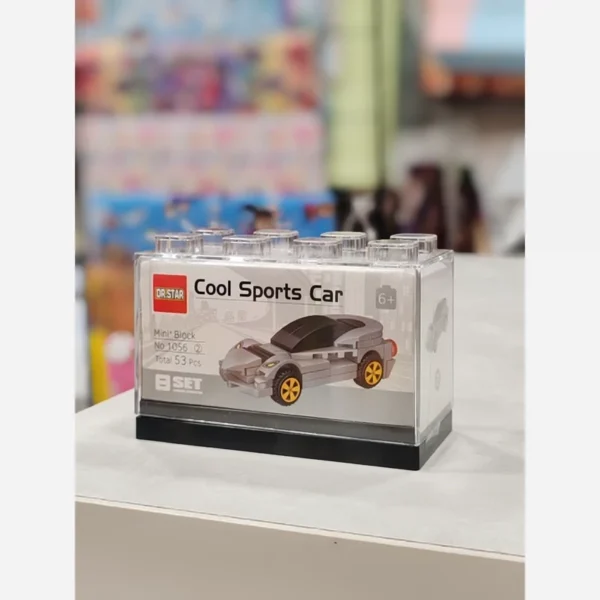 DR.STAR
Cool Sports Car
6+
Mini Block
No.1056 ②
Total 53 Pcs
8 SET